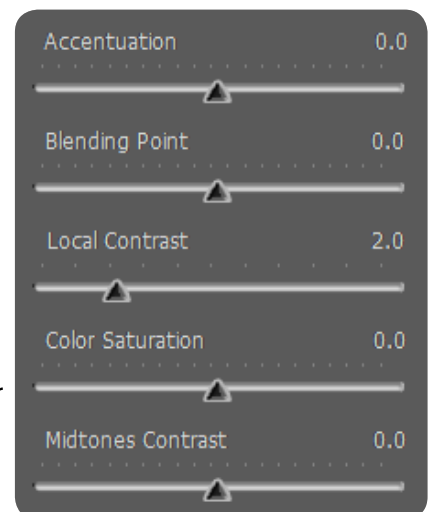 Accentuation 0.0
Blending Point 0.0
Local Contrast 2.0
Color Saturation 0.0
Midtones Contrast 0.0